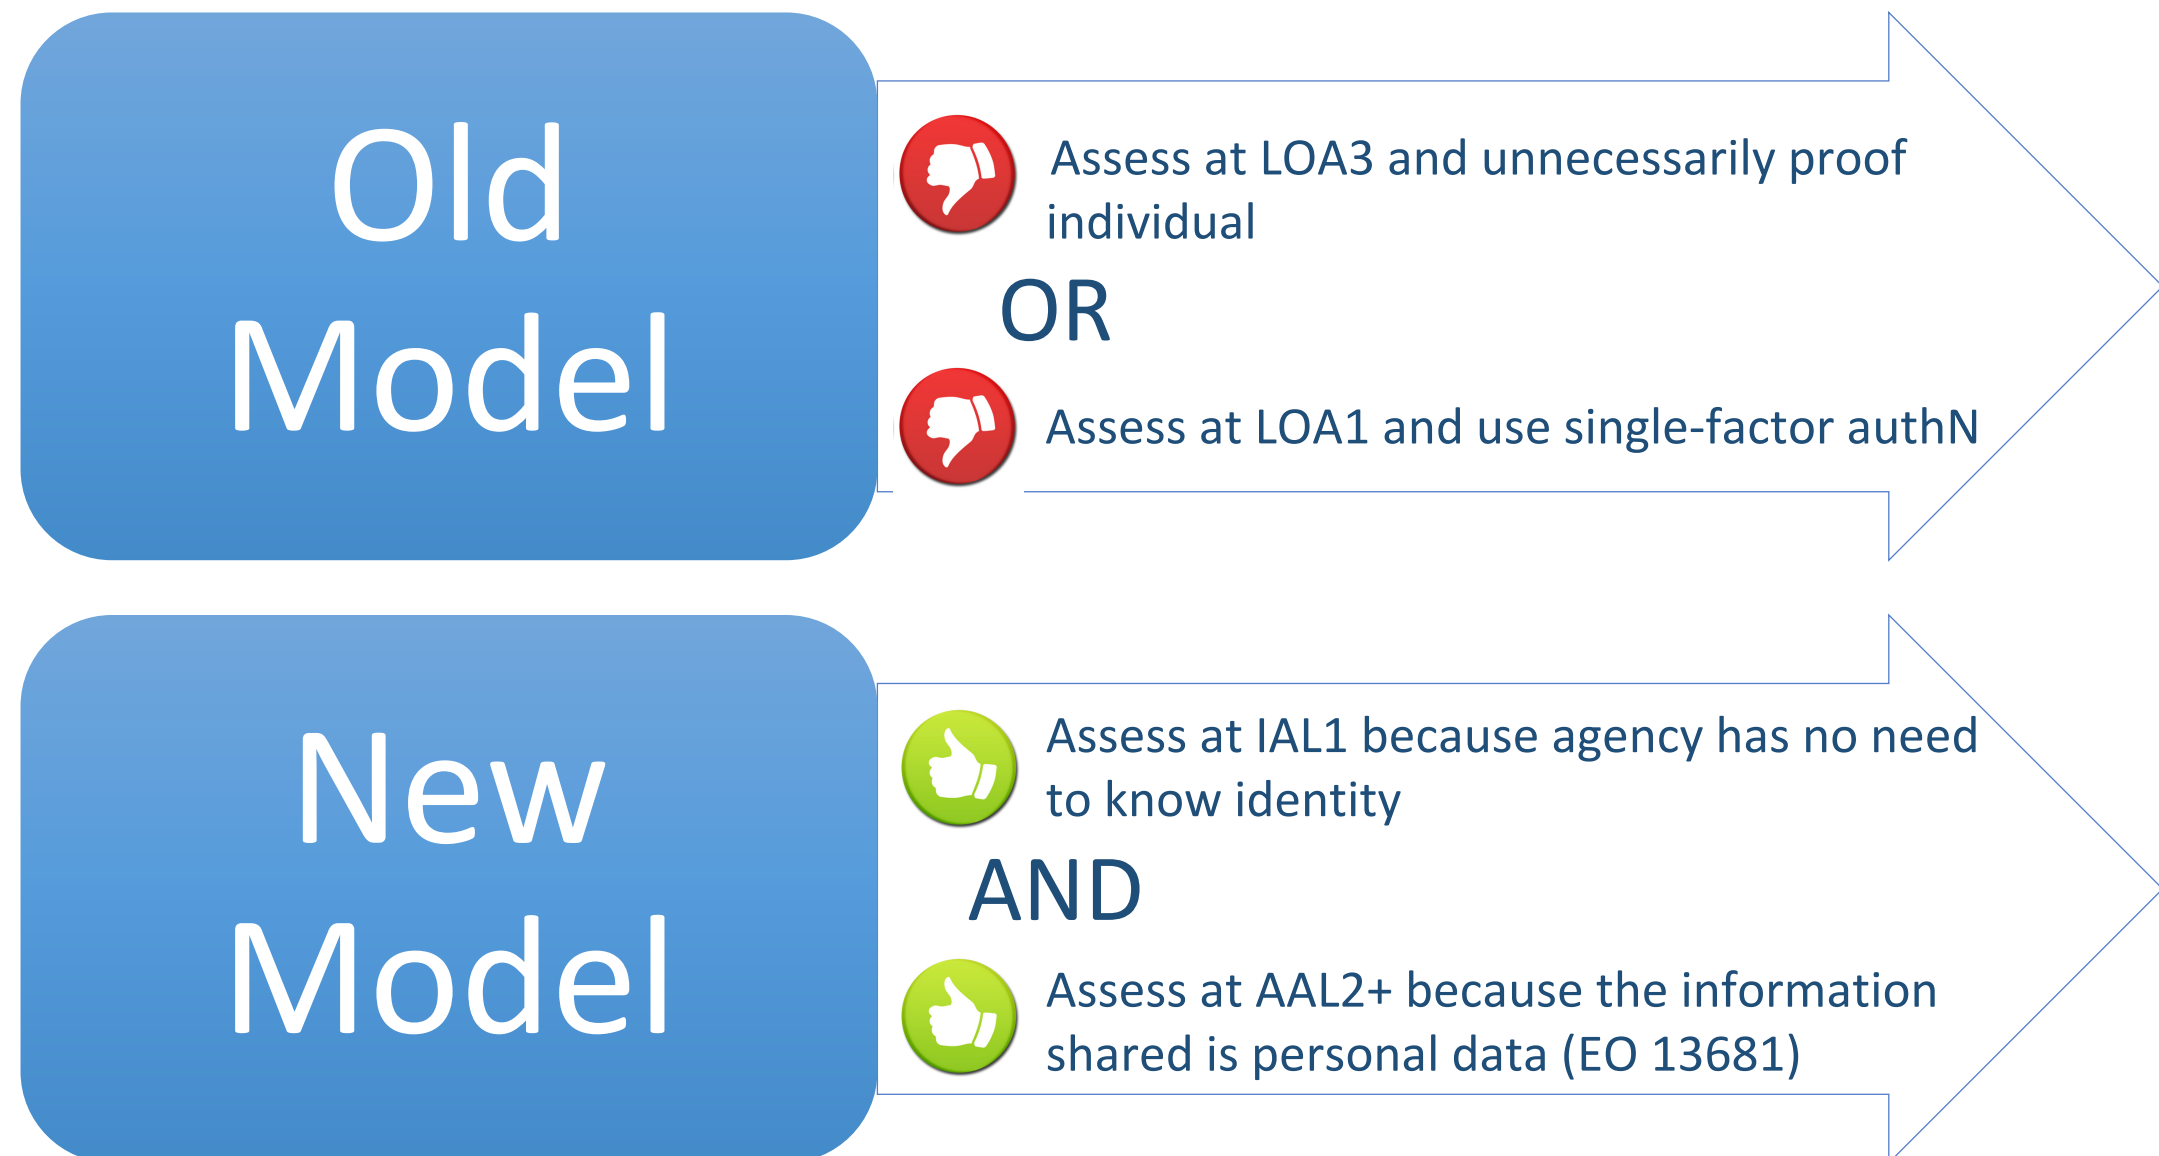 Old
Model
Assess at LOA3 and unnecessarily proof
individual
OR
Assess at LOA1 and use single-factor authN
New
Model
Assess at IAL1 because agency has no need
to know identity
AND
Assess at AAL2+ because the information
shared is personal data (EO 13681)